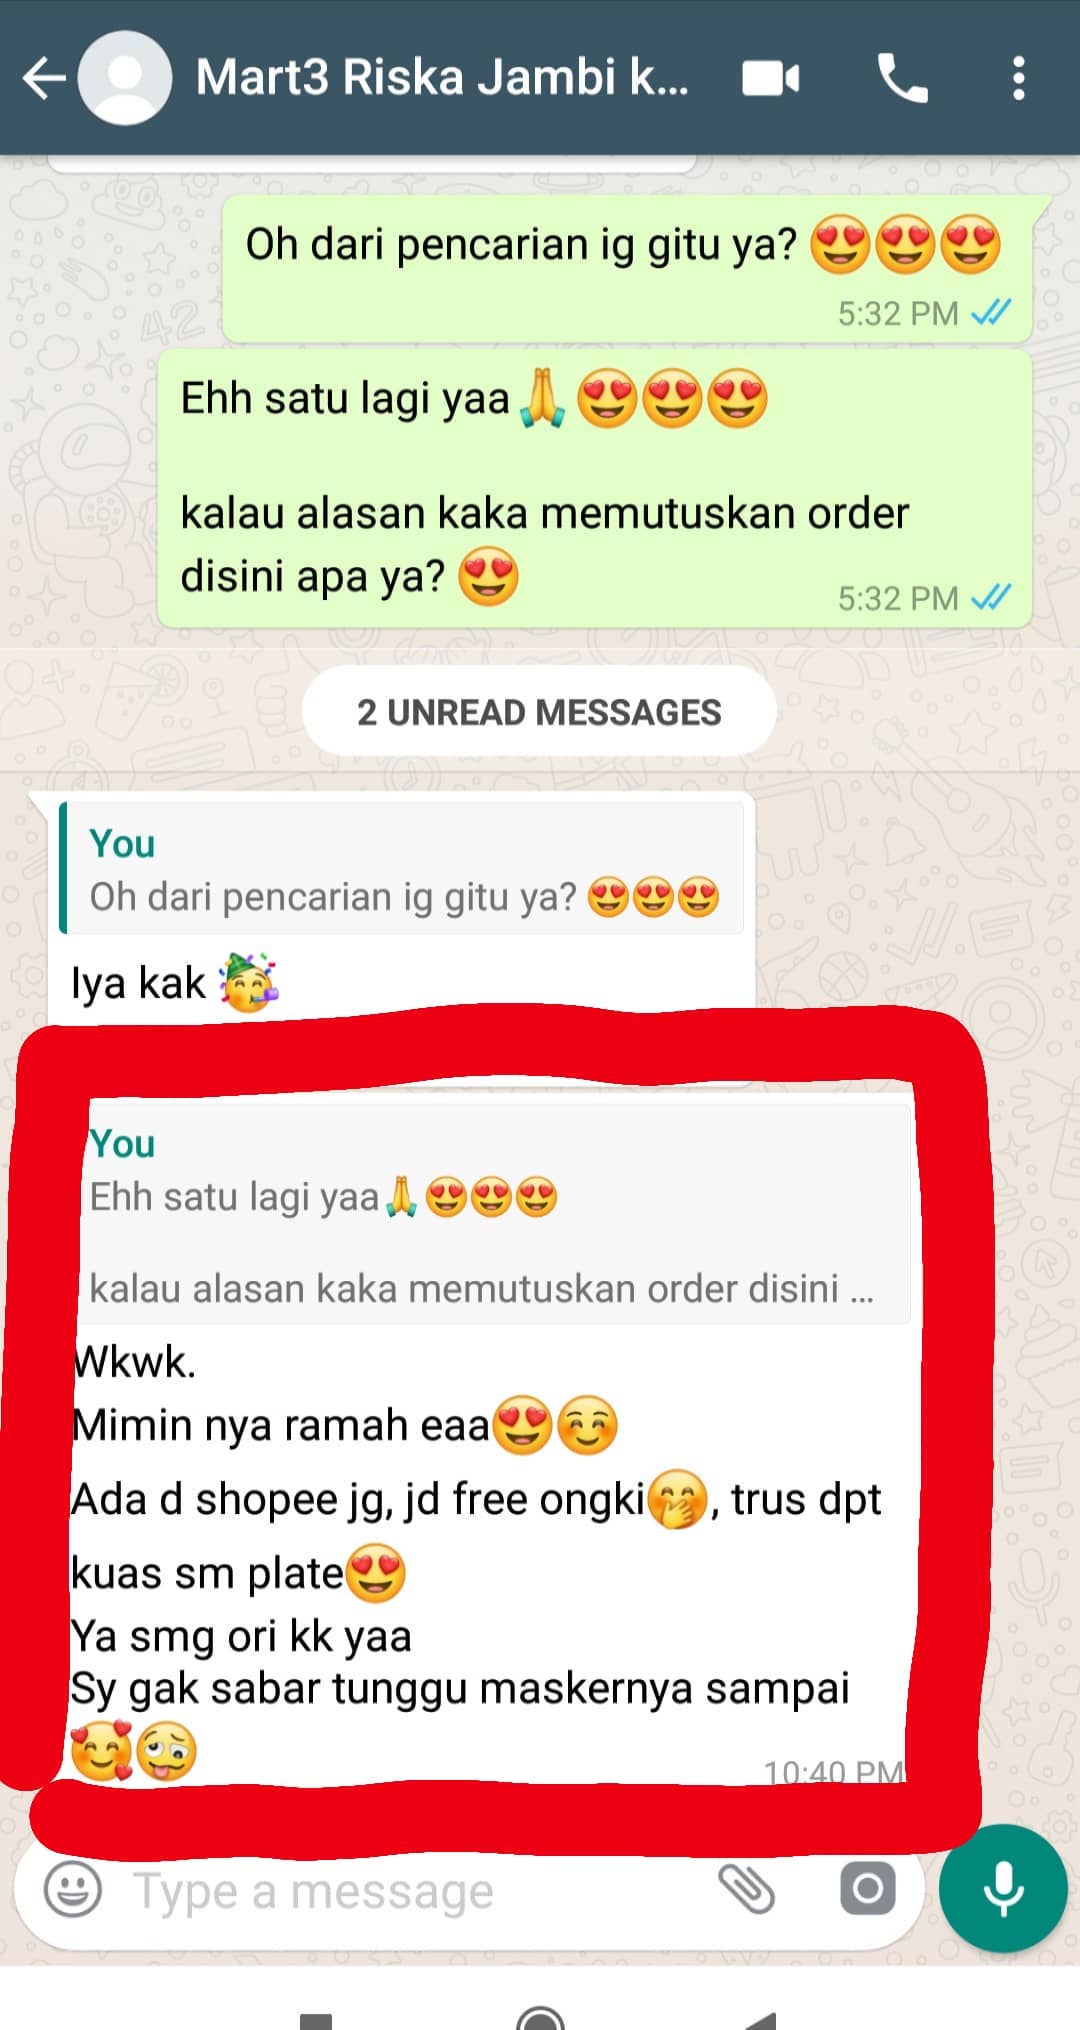 Mart3 Riska Jambi k...
Oh dari pencarian ig gitu ya? 😍😍😍
5:32 PM
Ehh satu lagi yaa🙏😍😍😍
kalau alasan kaka memutuskan order
disini apa ya? 😍
5:32 PM
2 UNREAD MESSAGES
You
Oh dari pencarian ig gitu ya? 😍😍😍
Iya kak 🥳
You
Ehh satu lagi yaa🙏😍😍😍
kalau alasan kaka memutuskan order disini ...
Wkwk.
Mimin nya ramah eaa😍☺️
Ada d shopee jg, jd free ongki🤭, trus dpt
kuas sm plate😍
Ya smg ori kk yaa
Sy gak sabar tunggu maskernya sampai
🥰🥴
10:40 PM
Type a message